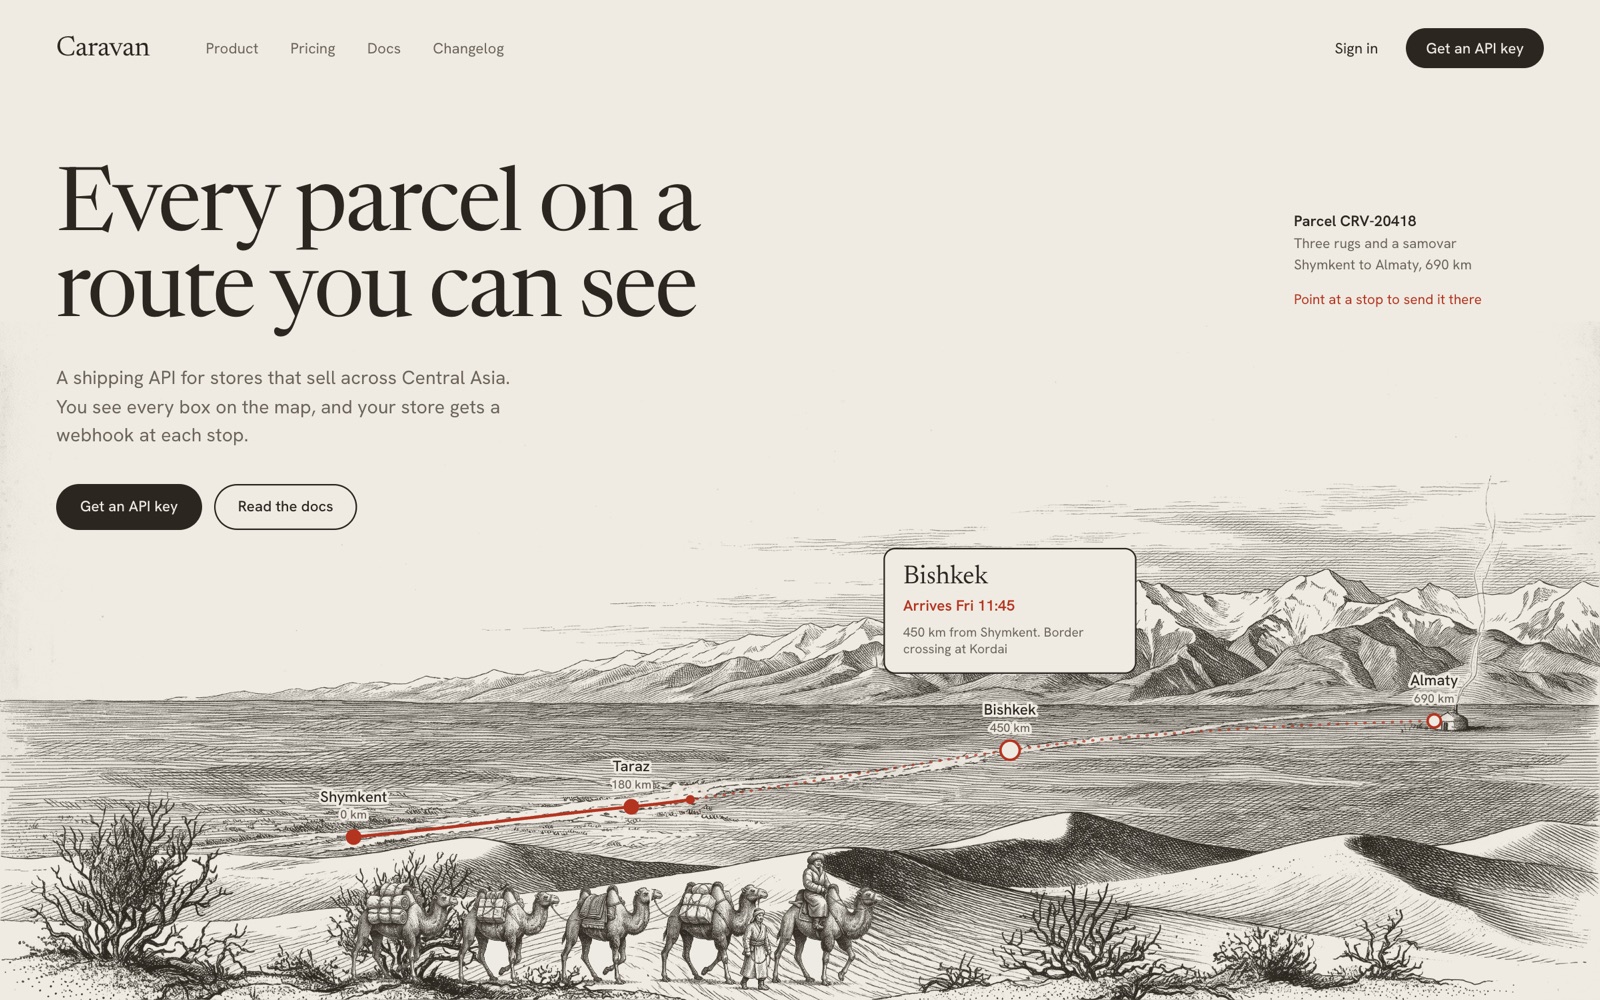 Caravan
Product
Pricing
Docs
Changelog
Sign in
Get an API key
Every parcel on a
route you can see
A shipping API for stores that sell across Central Asia.
You see every box on the map, and your store gets a
webhook at each stop.
Get an API key
Read the docs
Parcel CRV-20418
Three rugs and a samovar
Shymkent to Almaty, 690 km
Point at a stop to send it there
Bishkek
Arrives Fri 11:45
450 km from Shymkent. Border
crossing at Kordai
Almaty
690 km
Bishkek
450 km
Taraz
180 km
Shymkent
0 km